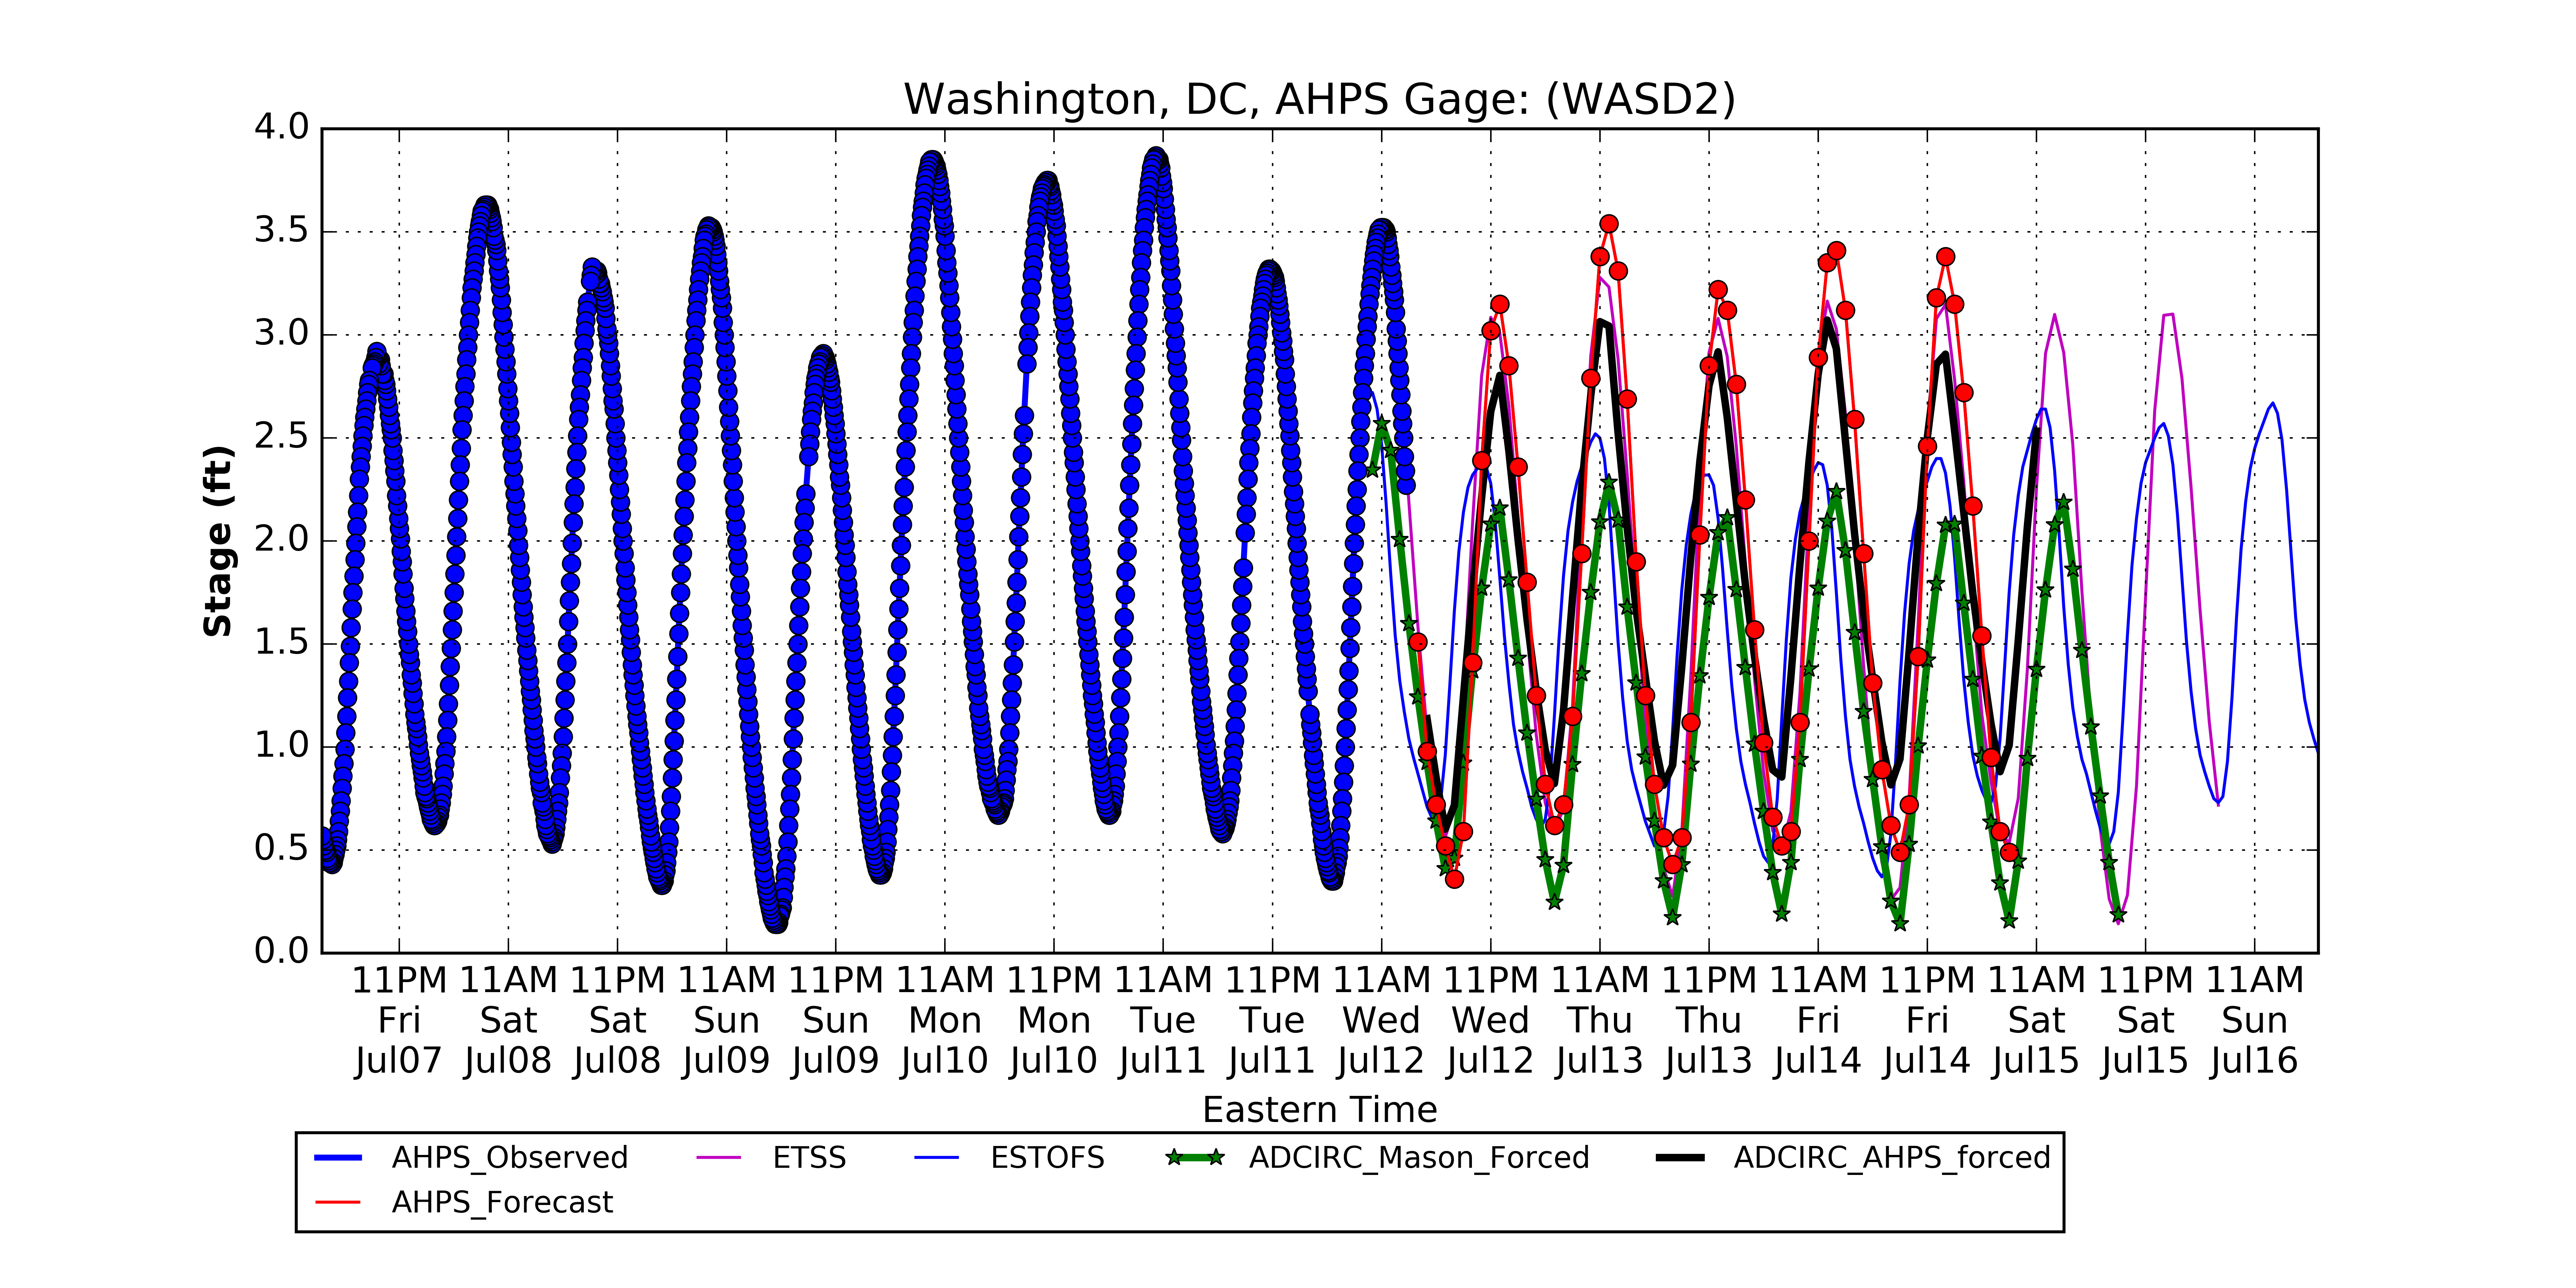 Washington, DC, AHPS Gage: (WASD2)
4.0
3.5
3.0
2.5
2.0
1.5
1.0
0.5
0.0
Stage (ft)
11PM 11AM 11PM 11AM 11PM 11AM 11PM 11AM 11PM 11AM 11PM 11AM 11PM 11AM 11PM 11AM 11PM 11AM
Fri Sat Sat Sun Sun Mon Mon Tue Tue Wed Wed Thu Thu Fri Fri Sat Sat Sun
Jul07 Jul08 Jul08 Jul09 Jul09 Jul10 Jul10 Jul11 Jul11 Jul12 Jul12 Jul13 Jul13 Jul14 Jul14 Jul15 Jul15 Jul16
Eastern Time
AHPS_Observed ETSS ESTOFS ADCIRC_Mason_Forced ADCIRC_AHPS_forced
AHPS_Forecast